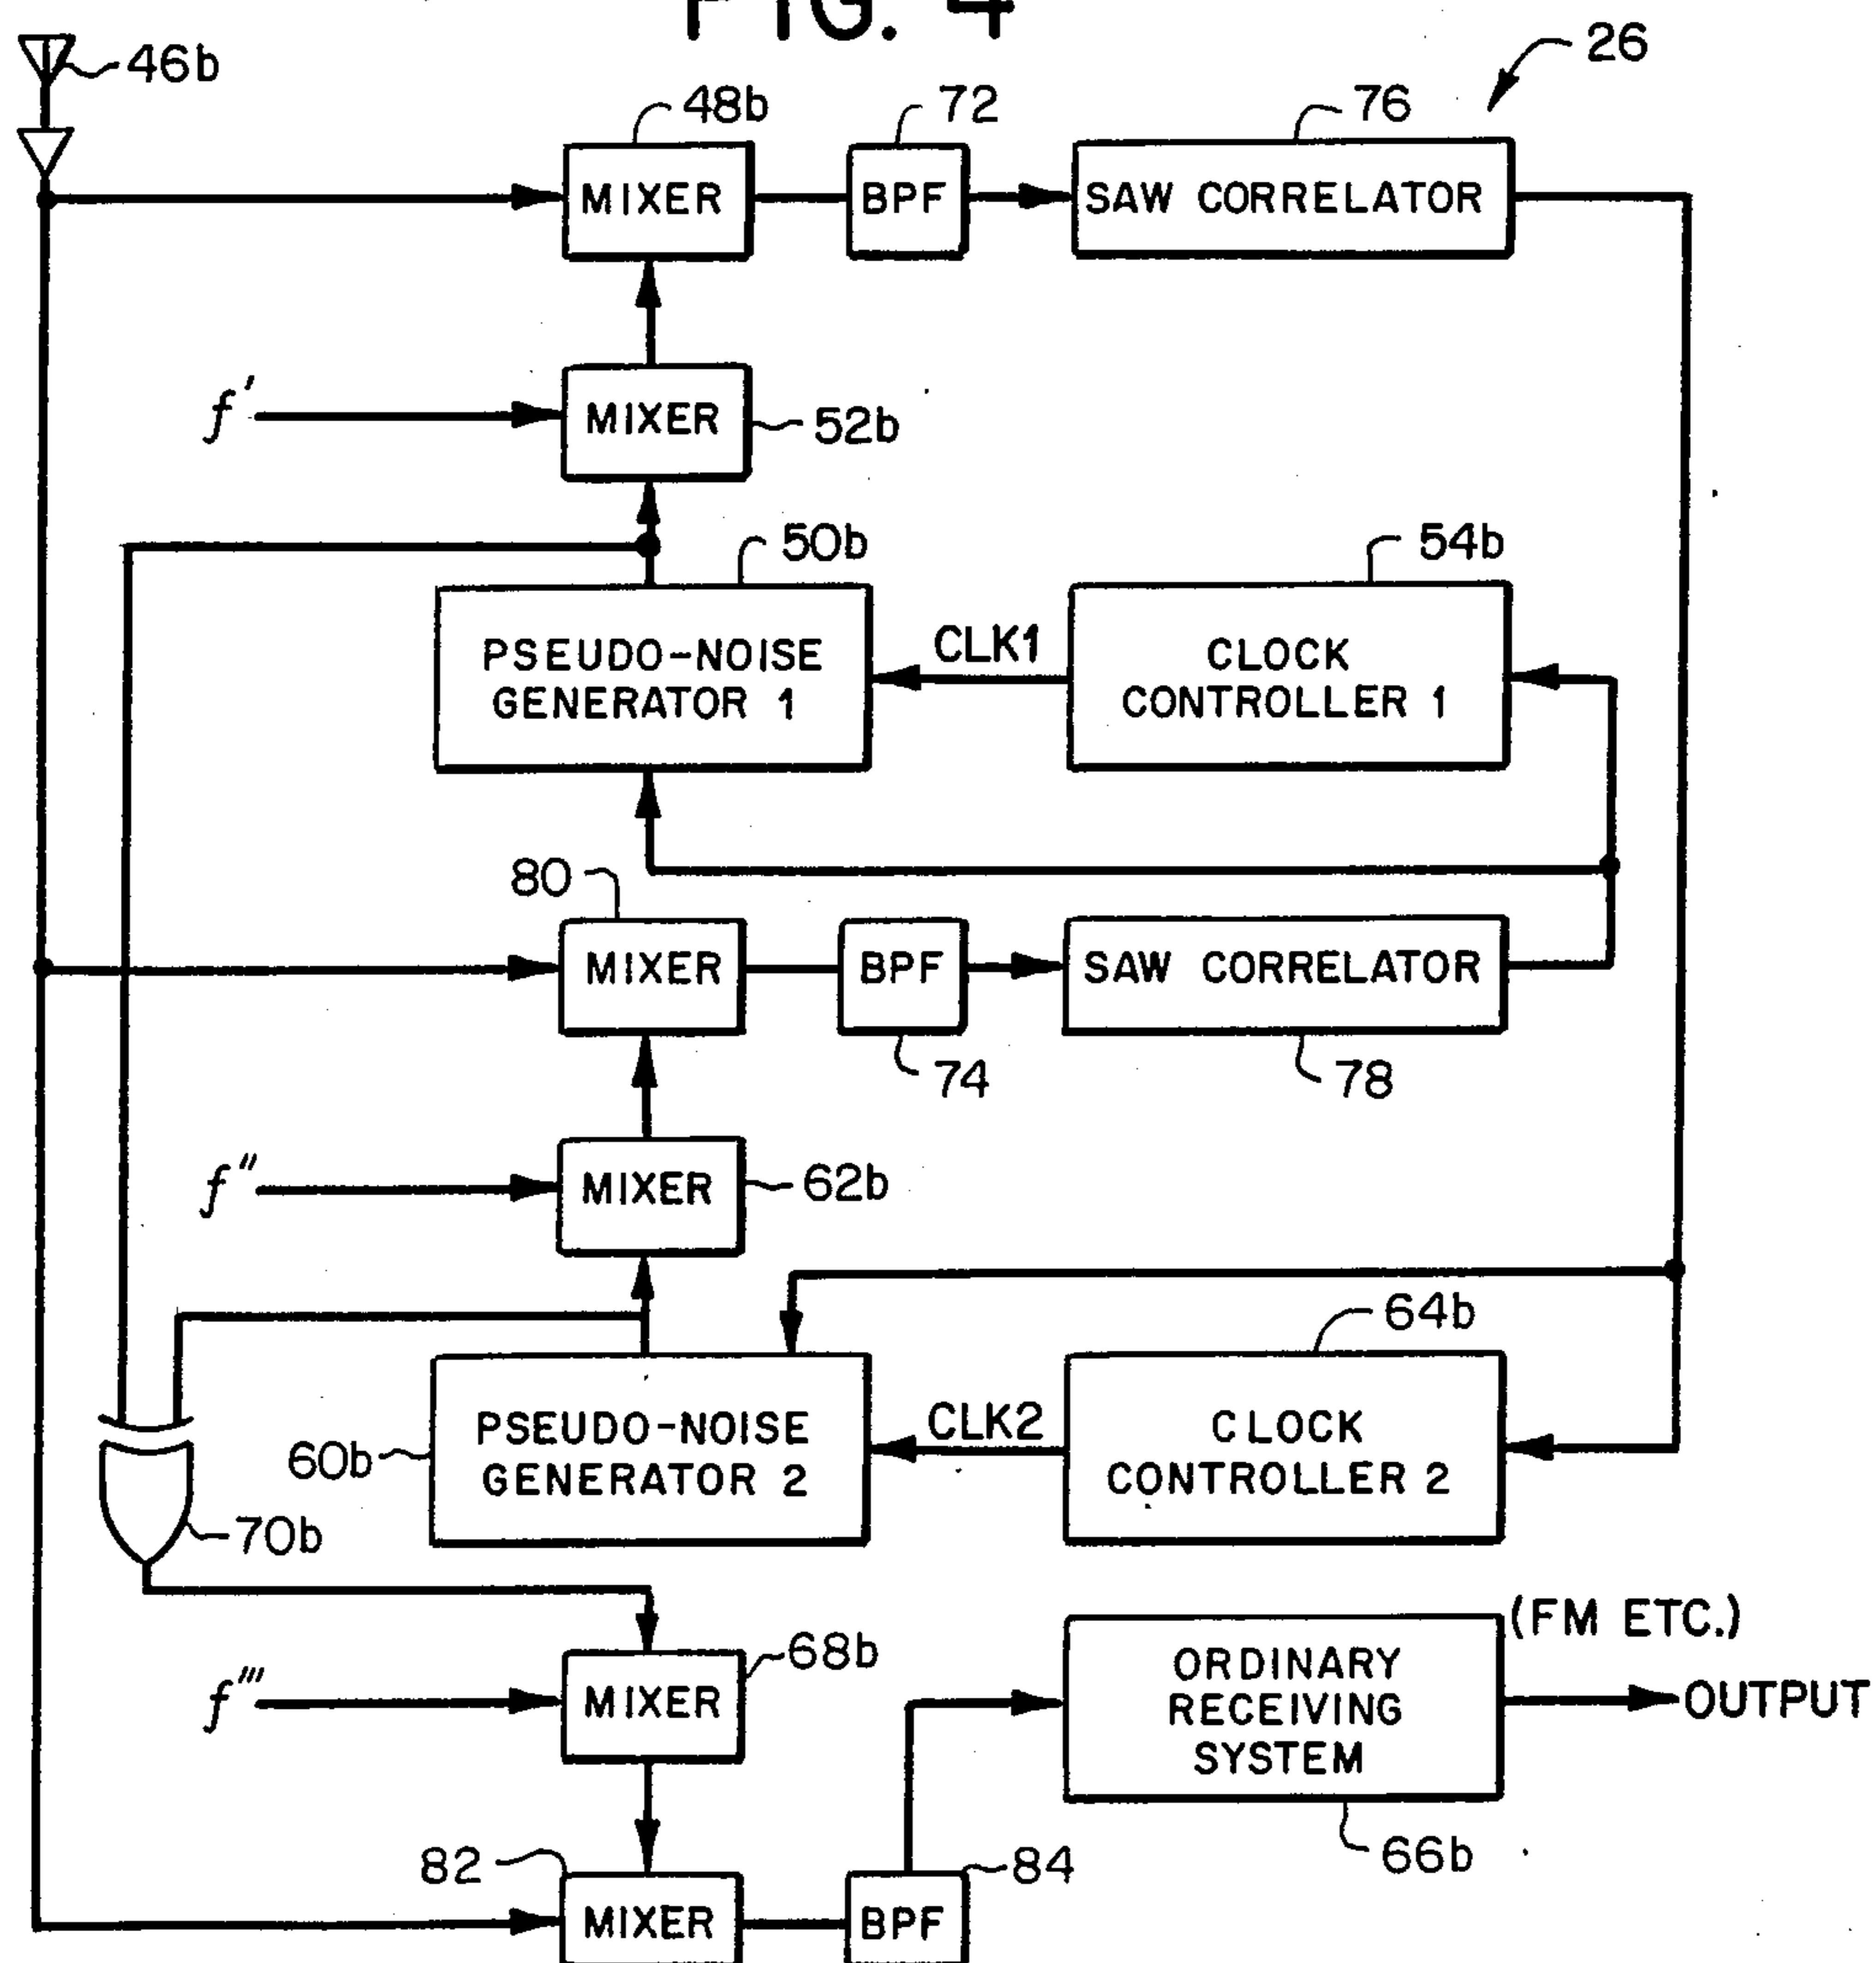 FIG. 4
46b
26
48b
72
76
MIXER
BPF
SAW CORRELATOR
f'
MIXER
52b
50b
54b
PSEUDO-NOISE
GENERATOR 1
CLK1
CLOCK
CONTROLLER 1
80
MIXER
BPF
SAW CORRELATOR
74
78
f''
MIXER
62b
64b
60b
PSEUDO-NOISE
GENERATOR 2
CLK2
CLOCK
CONTROLLER 2
70b
(FM ETC.)
68b
f'''
MIXER
ORDINARY
RECEIVING
SYSTEM
OUTPUT
66b
82
84
MIXER
BPF